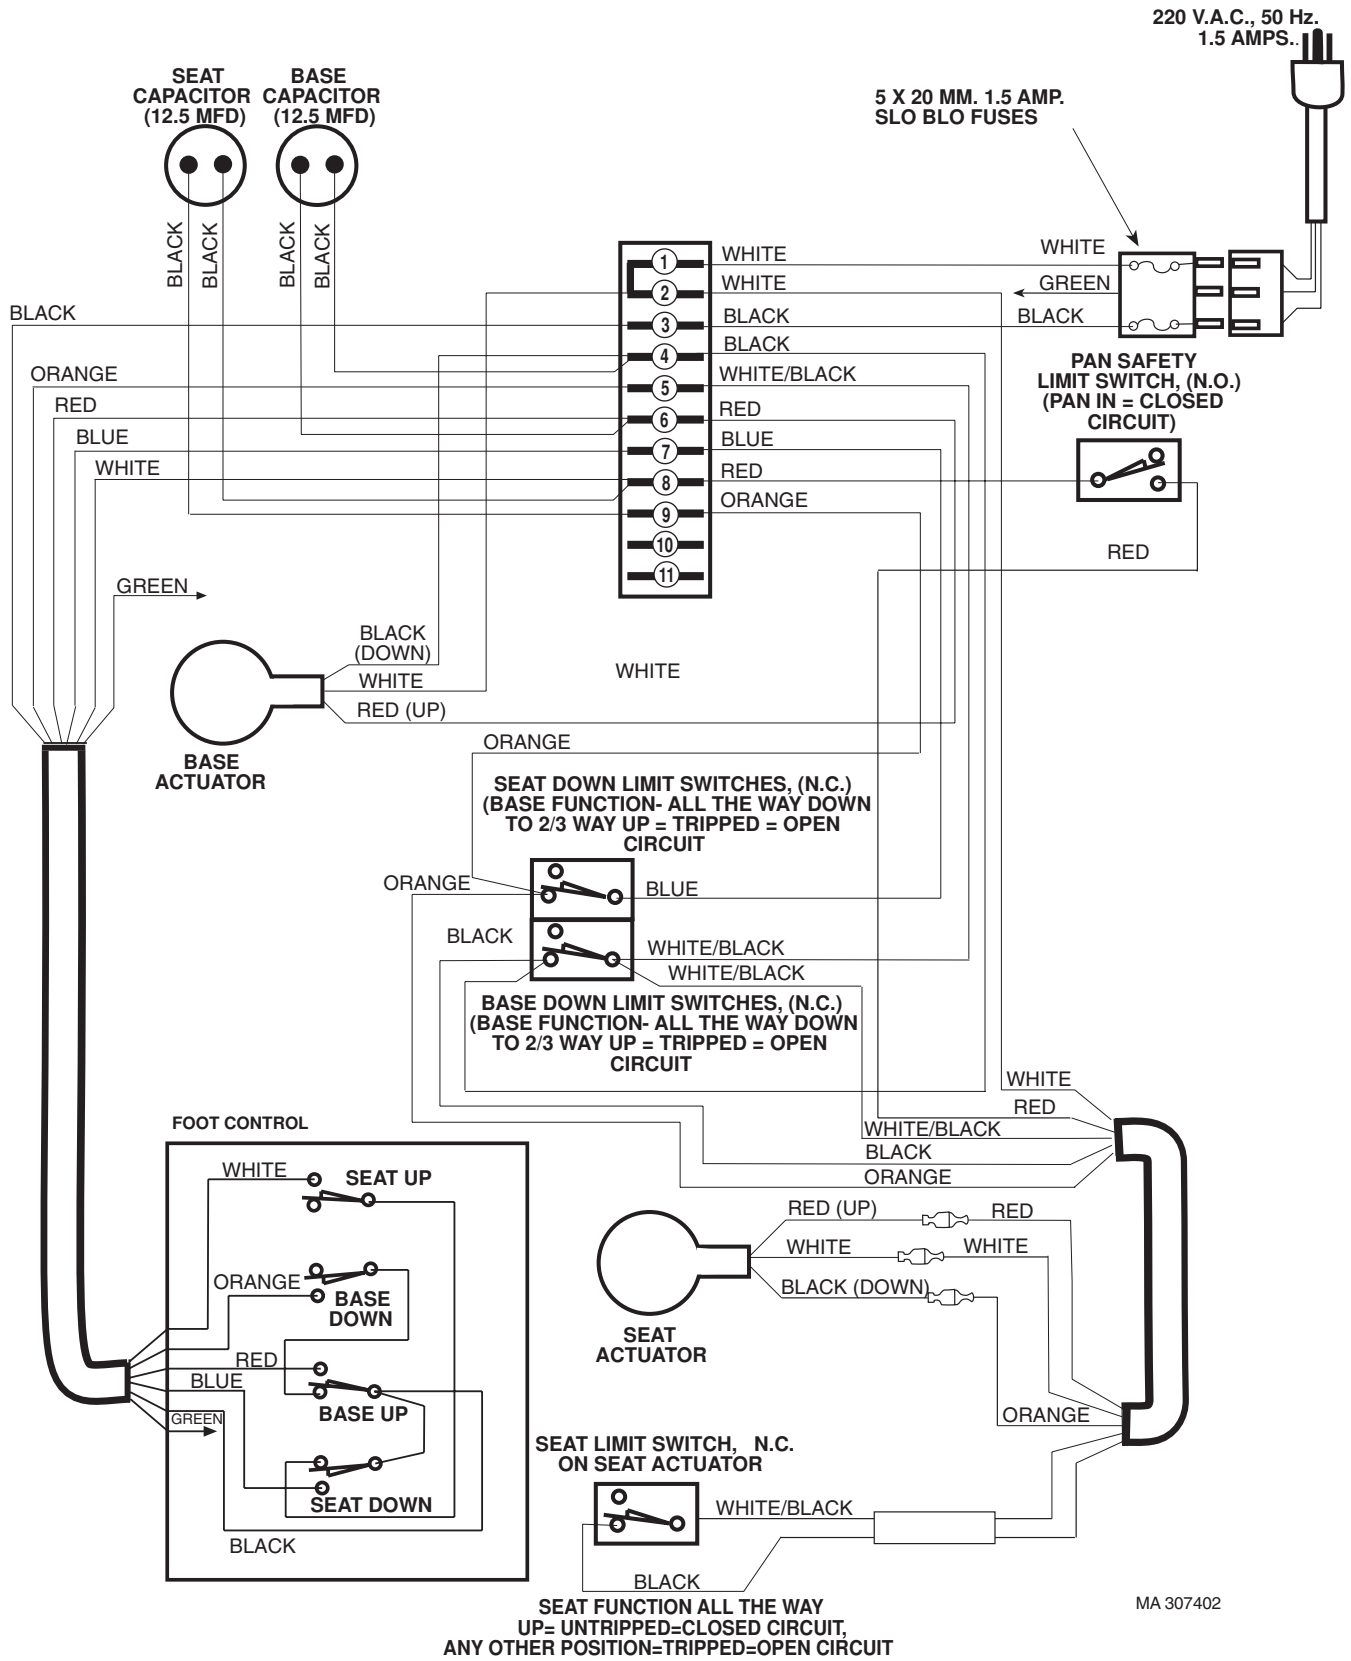 220 V.A.C., 50 Hz.
1.5 AMPS..
SEAT
CAPACITOR
(12.5 MFD)
BASE
CAPACITOR
(12.5 MFD)
5 X 20 MM. 1.5 AMP.
SLO BLO FUSES
BLACK
BLACK
BLACK
BLACK
1
2
3
4
5
6
7
8
9
10
11
WHITE
WHITE
BLACK
BLACK
WHITE/BLACK
RED
BLUE
RED
ORANGE
WHITE
GREEN
BLACK
BLACK
ORANGE
RED
BLUE
WHITE
GREEN
PAN SAFETY
LIMIT SWITCH, (N.O.)
(PAN IN = CLOSED
CIRCUIT)
RED
BLACK
(DOWN)
WHITE
RED (UP)
WHITE
BASE
ACTUATOR
ORANGE
SEAT DOWN LIMIT SWITCHES, (N.C.)
(BASE FUNCTION- ALL THE WAY DOWN
TO 2/3 WAY UP = TRIPPED = OPEN
CIRCUIT
ORANGE
BLUE
BLACK
WHITE/BLACK
WHITE/BLACK
BASE DOWN LIMIT SWITCHES, (N.C.)
(BASE FUNCTION- ALL THE WAY DOWN
TO 2/3 WAY UP = TRIPPED = OPEN
CIRCUIT
WHITE
RED
WHITE/BLACK
BLACK
ORANGE
FOOT CONTROL
WHITE
SEAT UP
ORANGE
BASE
DOWN
RED
BLUE
BASE UP
GREEN
SEAT DOWN
BLACK
RED (UP)
RED
WHITE
WHITE
BLACK (DOWN)
SEAT
ACTUATOR
ORANGE
SEAT LIMIT SWITCH, N.C.
ON SEAT ACTUATOR
WHITE/BLACK
BLACK
SEAT FUNCTION ALL THE WAY
UP= UNTRIPPED=CLOSED CIRCUIT,
ANY OTHER POSITION=TRIPPED=OPEN CIRCUIT
MA 307402